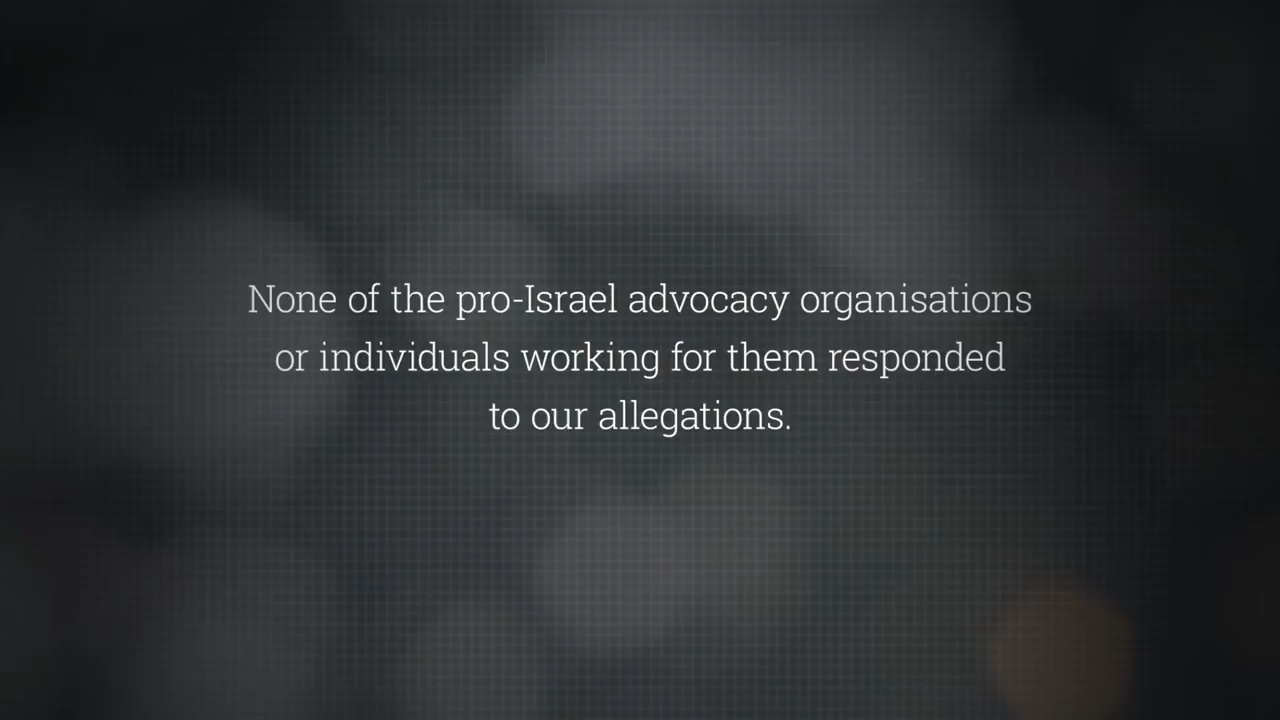 None of the pro-Israel advocacy organisations
or individuals working for them responded
to our allegations.